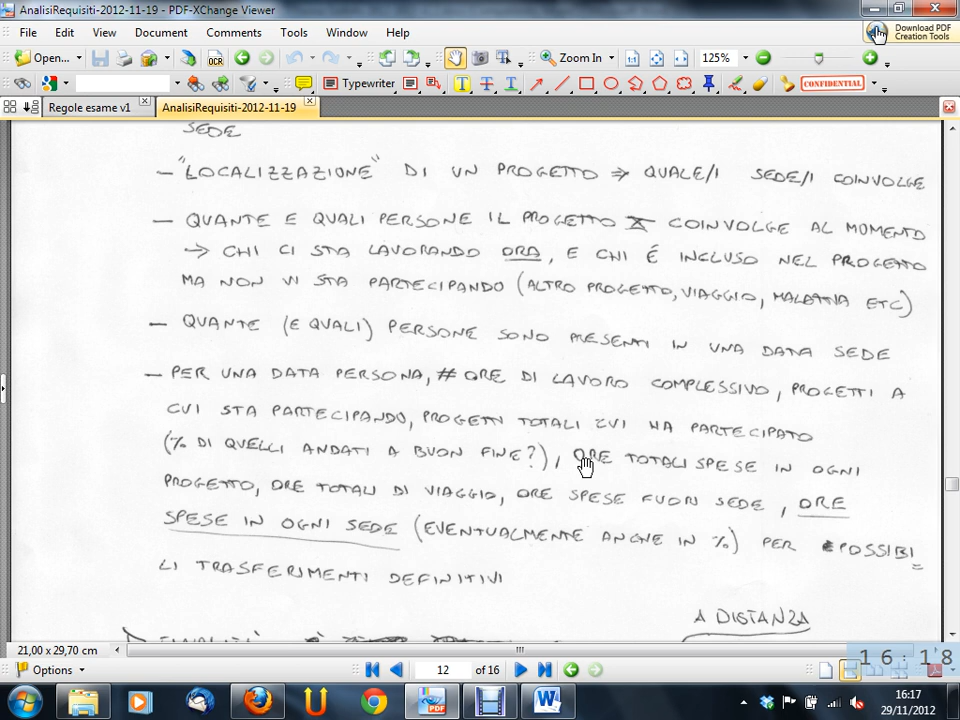 AnalisiRequisiti-2012-11-19 - PDF-XChange Viewer
File Edit View Document Comments Tools Window Help
Download PDF
Creation Tools
Open...
OCR
Zoom In
125%
Typewriter
CONFIDENTIAL
Regole esame v1
AnalisiRequisiti-2012-11-19
SEDE
- "LOCALIZZAZIONE" DI UN PROGETTO ⇒ QUALE/I SEDE/I COINVOLGE
- QUANTE E QUALI PERSONE IL PROGETTO COINVOLGE AL MOMENTO
→ CHI CI STA LAVORANDO ORA, E CHI É INCLUSO NEL PROGETTO
MA NON VI STA PARTECIPANDO (ALTRO PROGETTO, VIAGGIO, MALATTIA ETC)
- QUANTE (E QUALI) PERSONE SONO PRESENTI IN UNA DATA SEDE
- PER UNA DATA PERSONA, # ORE DI LAVORO COMPLESSIVO, PROGETTI A
CUI STA PARTECIPANDO, PROGETTI TOTALI CUI HA PARTECIPATO
(% DI QUELLI ANDATI A BUON FINE?), ORE TOTALI SPESE IN OGNI
PROGETTO, ORE TOTALI DI VIAGGIO, ORE SPESE FUORI SEDE, ORE
SPESE IN OGNI SEDE (EVENTUALMENTE ANCHE IN %) PER POSSIBI
LI TRASFERIMENTI DEFINITIVI
A DISTANZA
21,00 x 29,70 cm
16:18
Options
12 of 16
16:17
29/11/2012